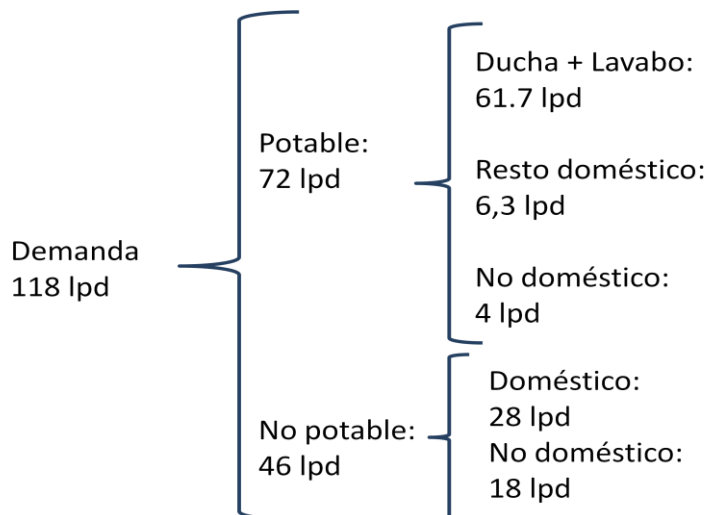 Demanda
118 lpd
Potable:
72 lpd
Ducha + Lavabo:
61.7 lpd
Resto doméstico:
6,3 lpd
No doméstico:
4 lpd
No potable:
46 lpd
Doméstico:
28 lpd
No doméstico:
18 lpd